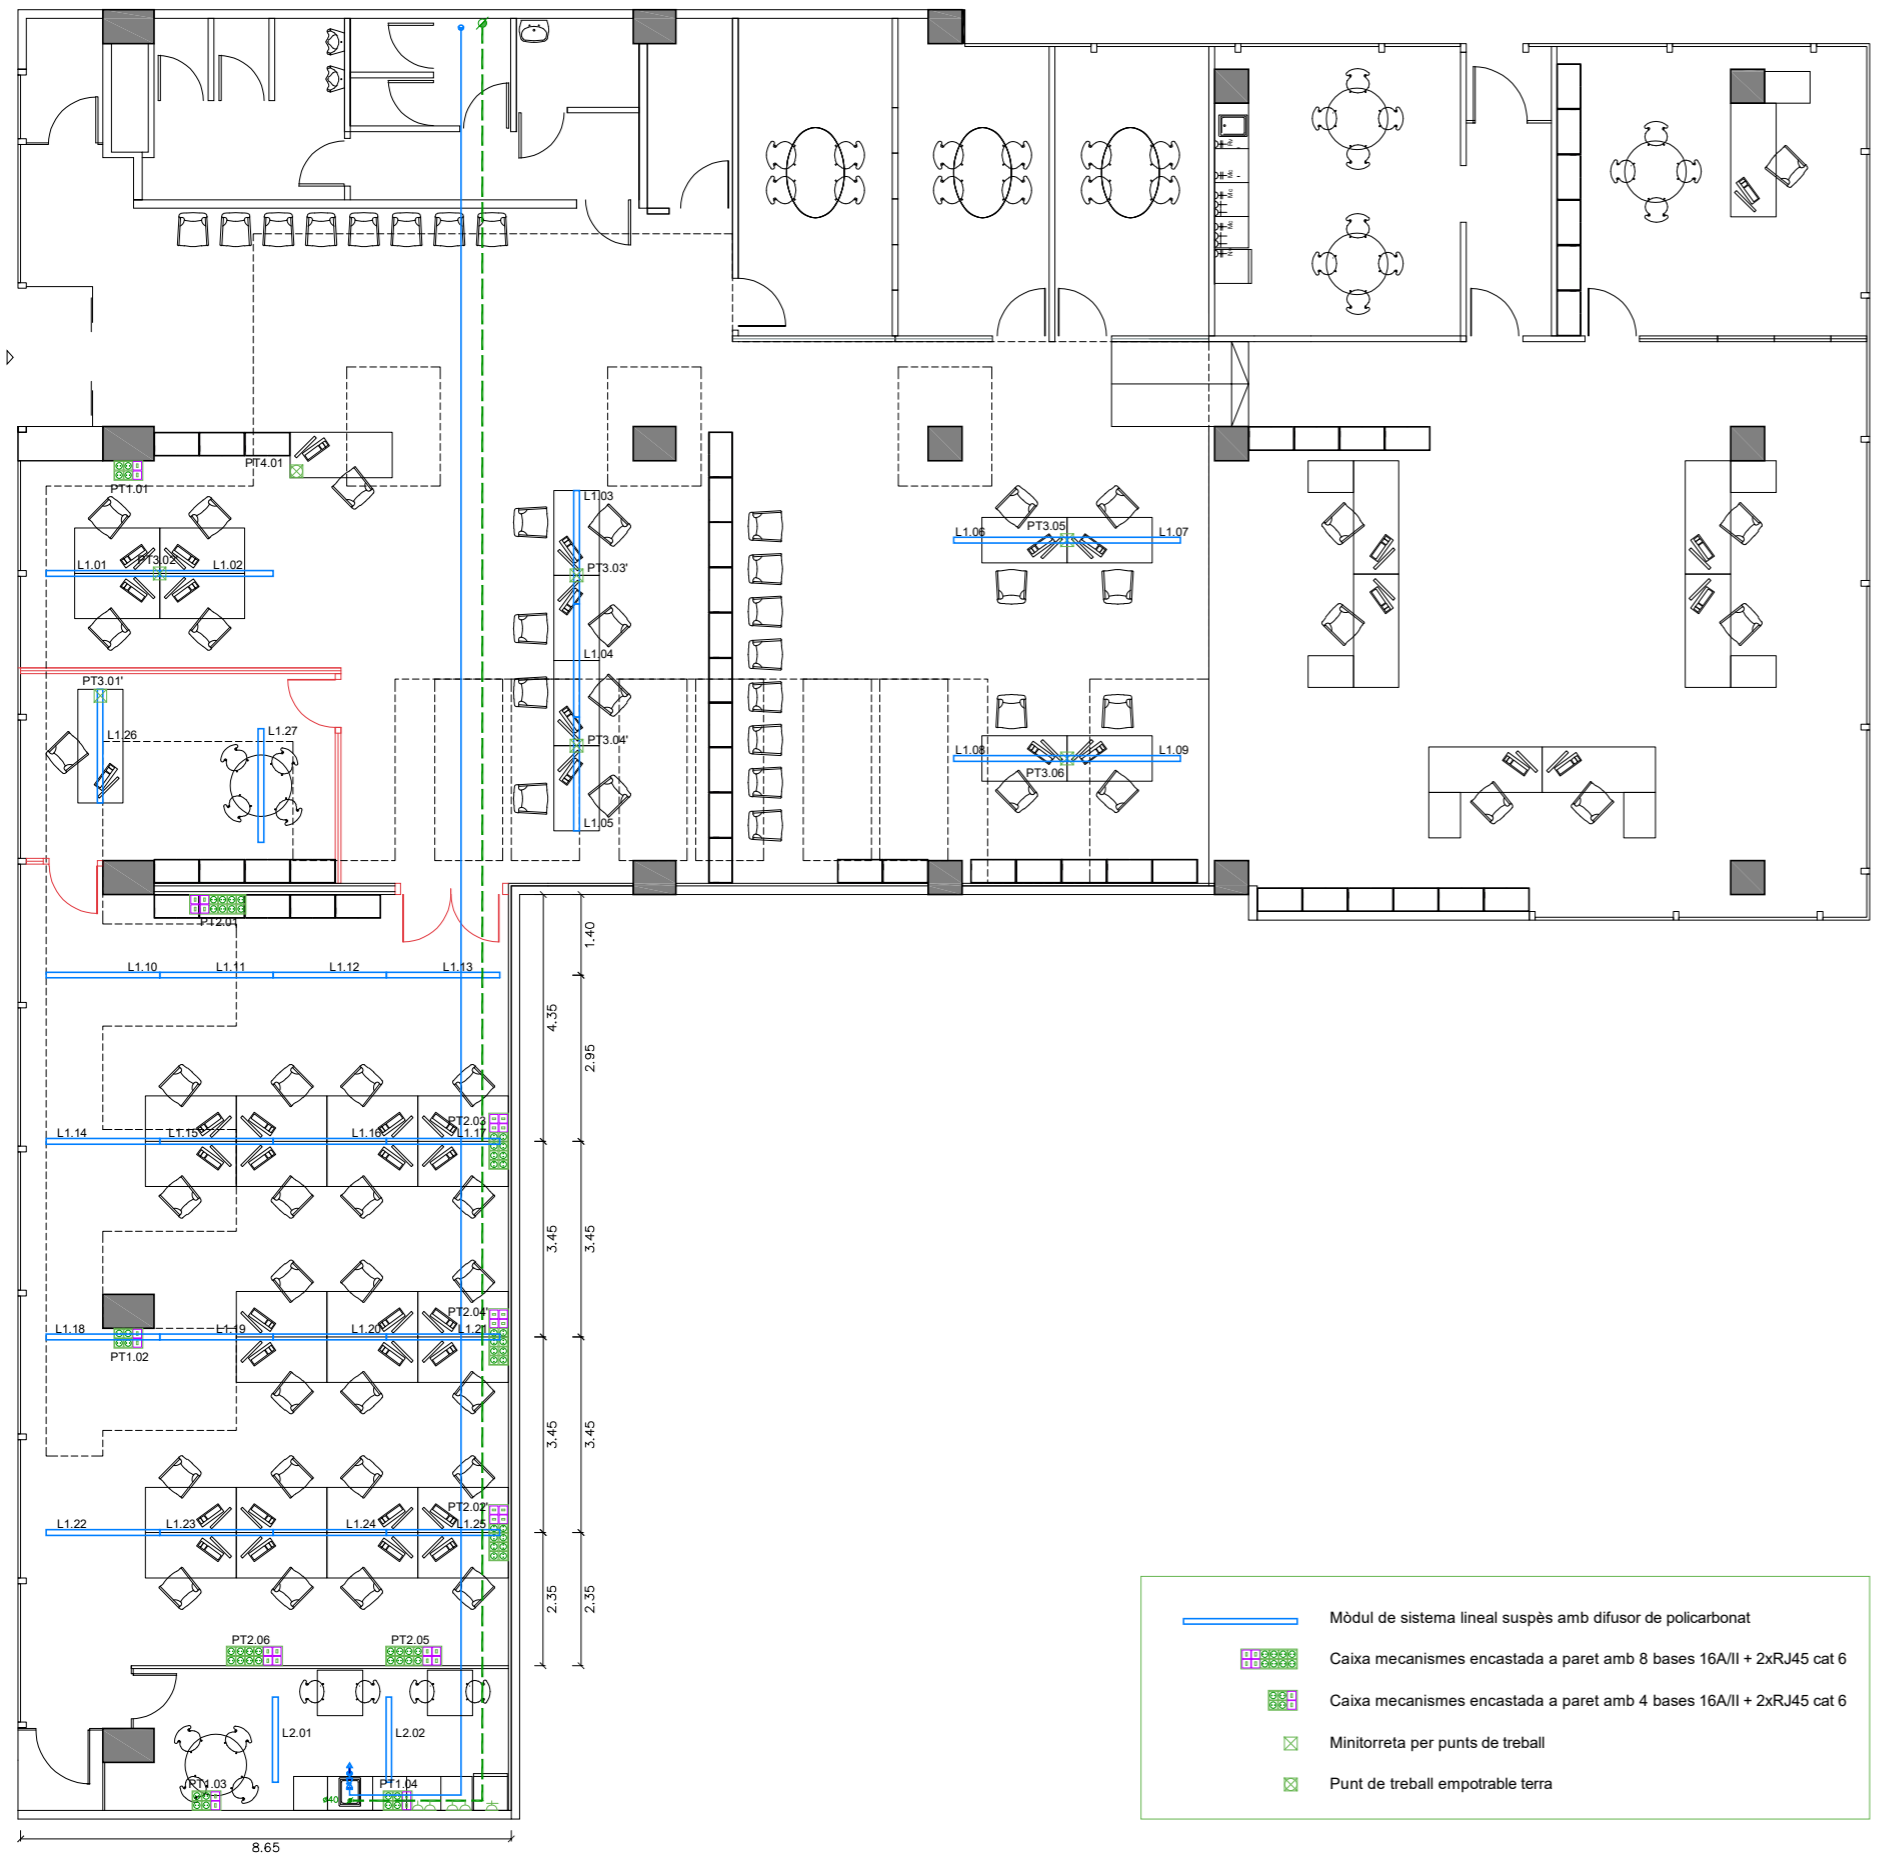 PT4.01
PT1.01
L1.03
PT3.05
L1.06
L1.07
L1.01
PT3.02'
L1.02
PT3.03'
L1.04
PT3.01'
L1.26
L1.27
PT3.04'
L1.08
L1.09
PT3.06
L1.05
PT2.01
1.40
L1.10
L1.11
L1.12
L1.13
4.35
2.95
PT2.03
L1.14
L1.15
L1.16
L1.17
3.45
3.45
PT2.04'
L1.18
L1.19
L1.20
L1.21
PT1.02
3.45
3.45
PT2.02'
L1.22
L1.23
L1.24
L1.25
2.35
2.35
PT2.06
PT2.05
L2.01
L2.02
PT1.03
PT1.04
ø40
8.65
Mòdul de sistema lineal suspès amb difusor de policarbonat
Caixa mecanismes encastada a paret amb 8 bases 16A/II + 2xRJ45 cat 6
Caixa mecanismes encastada a paret amb 4 bases 16A/II + 2xRJ45 cat 6
Minitorreta per punts de treball
Punt de treball empotrable terra